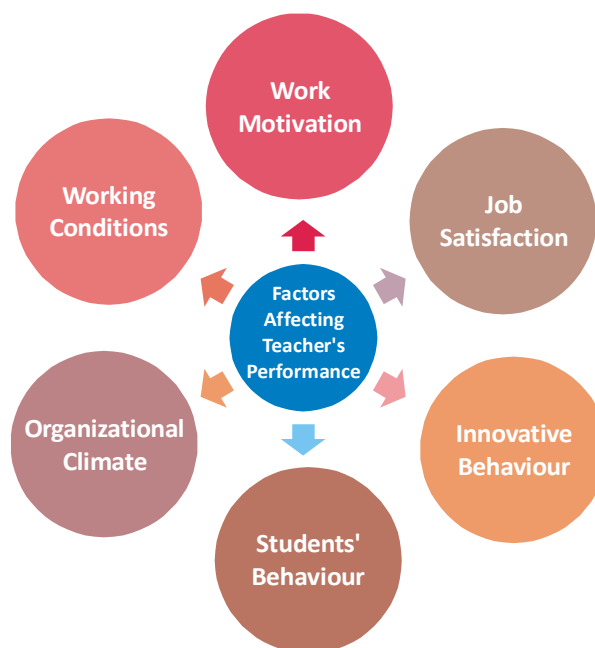 Work
Motivation
Job
Satisfaction
Innovative
Behaviour
Students'
Behaviour
Organizational
Climate
Working
Conditions
Factors
Affecting
Teacher's
Performance